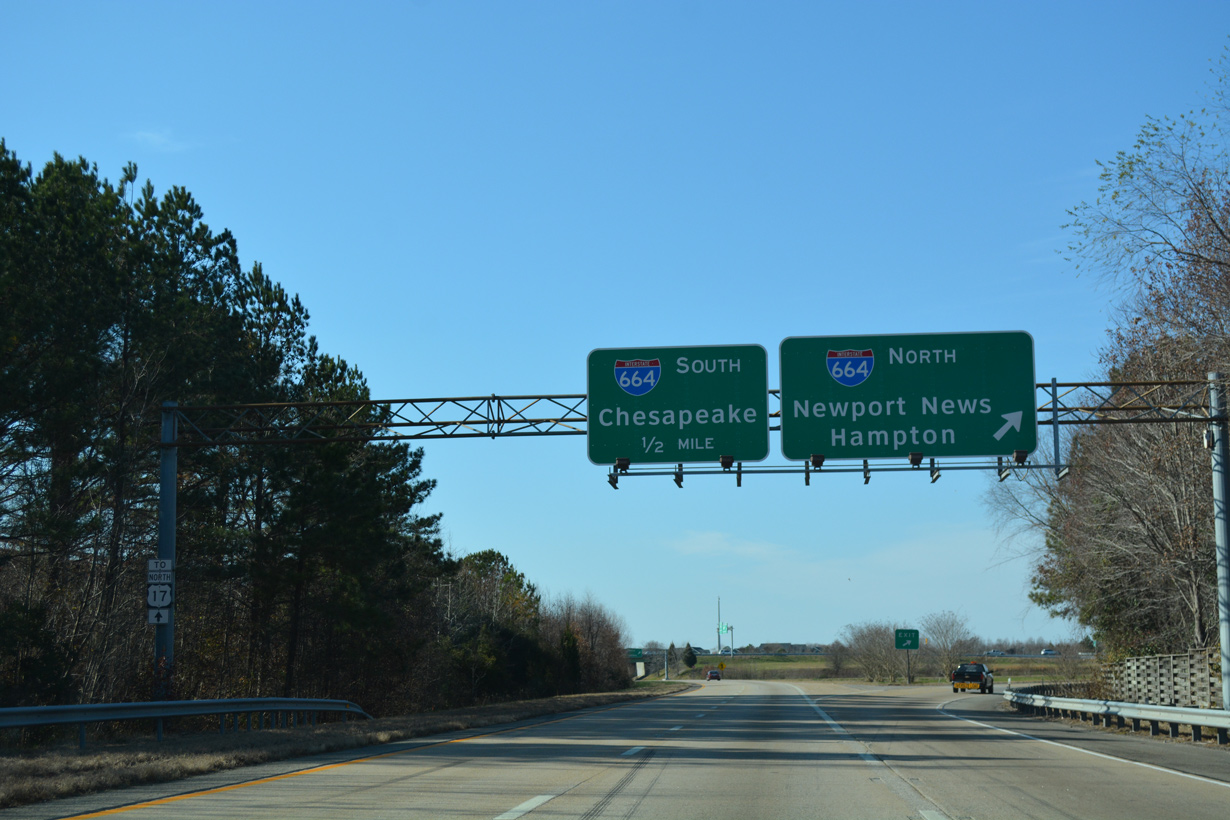 INTERSTATE
664
SOUTH
Chesapeake
1/2 MILE
INTERSTATE
664
NORTH
Newport News
Hampton
TO
NORTH
17
EXIT